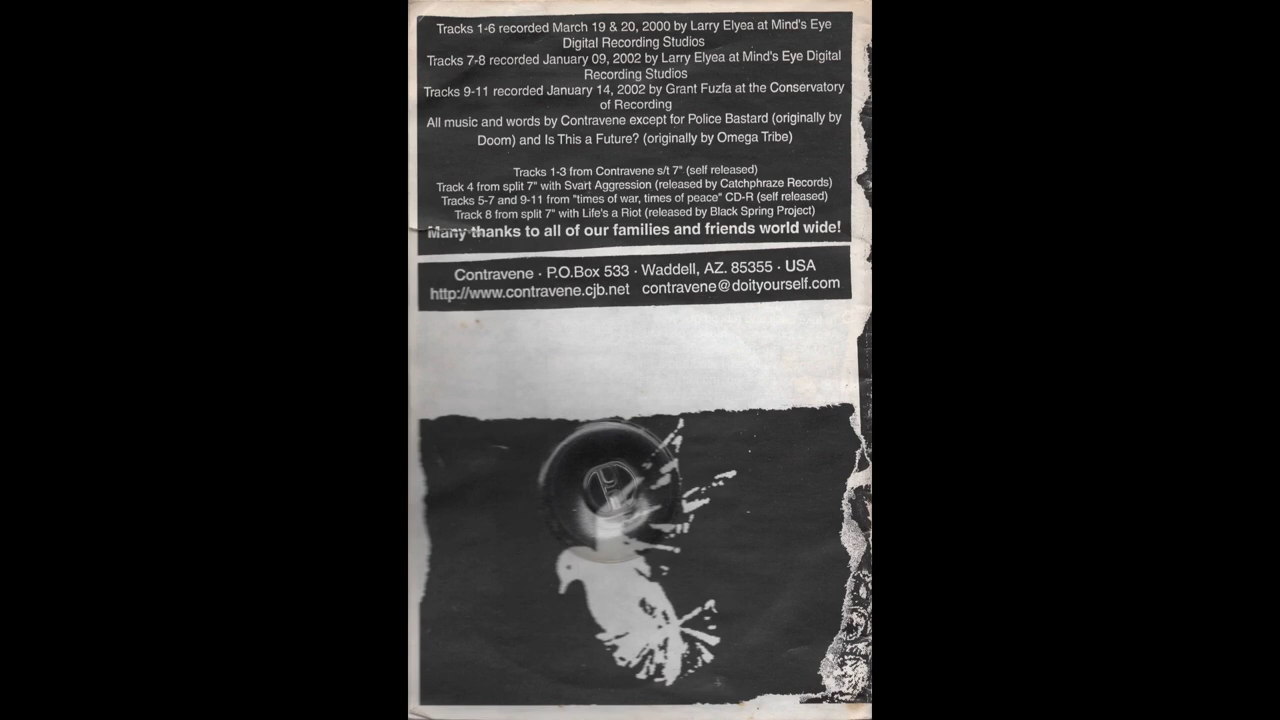 Tracks 1-6 recorded March 19 & 20, 2000 by Larry Elyea at Mind's Eye
Digital Recording Studios
Tracks 7-8 recorded January 09, 2002 by Larry Elyea at Mind's Eye Digital
Recording Studios
Tracks 9-11 recorded January 14, 2002 by Grant Fuzfa at the Conservatory
of Recording
All music and words by Contravene except for Police Bastard (originally by
Doom) and Is This a Future? (originally by Omega Tribe)
Tracks 1-3 from Contravene s/t 7" (self released)
Track 4 from split 7" with Svart Aggression (released by Catchphraze Records)
Tracks 5-7 and 9-11 from "times of war, times of peace" CD-R (self released)
Track 8 from split 7" with Life's a Riot (released by Black Spring Project)
Many thanks to all of our families and friends world wide!
Contravene · P.O.Box 533 · Waddell, AZ. 85355 · USA
http://www.contravene.cjb.net contravene@doityourself.com